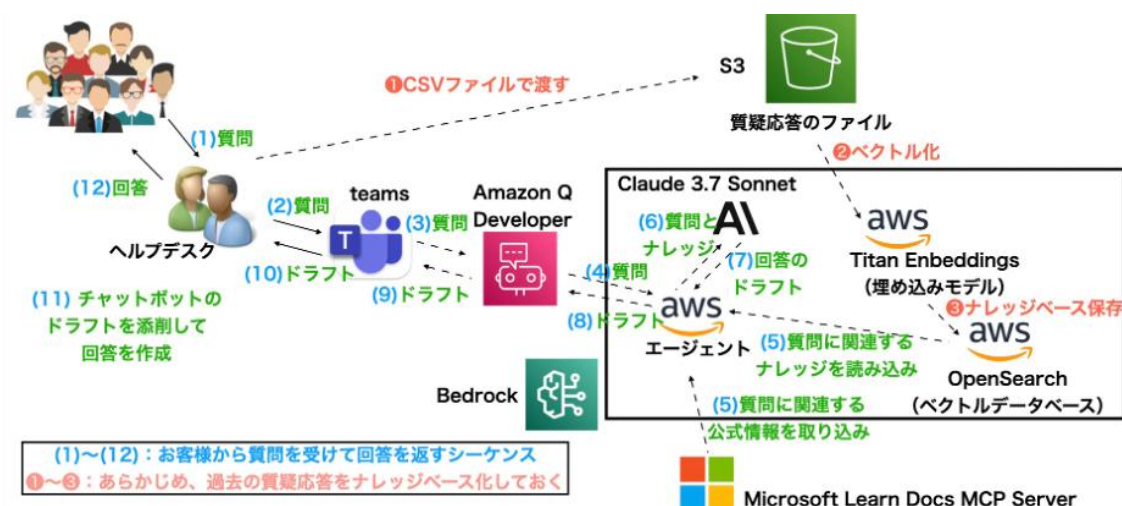 S3
❶CSVファイルで渡す
質疑応答のファイル
(1)質問
❷ベクトル化
(12)回答
teams
Amazon Q
Developer
Claude 3.7 Sonnet
(2)質問
(3)質問
(6)質問と
ナレッジ
A\
aws
T
ヘルプデスク
(7)回答の
ドラフト
Titan Embeddings
(埋め込みモデル)
(10)ドラフト
(4)質問
(9)ドラフト
(11) チャットボットの
ドラフトを添削して
回答を作成
(8)ドラフト
aws
エージェント
❸ナレッジベース保存
aws
(5)質問に関連する
ナレッジを読み込み
OpenSearch
(ベクトルデータベース)
Bedrock
(5)質問に関連する
公式情報を取り込み
(1)〜(12):お客様から質問を受けて回答を返すシーケンス
❶〜❸:あらかじめ、過去の質疑応答をナレッジベース化しておく
Microsoft Learn Docs MCP Server